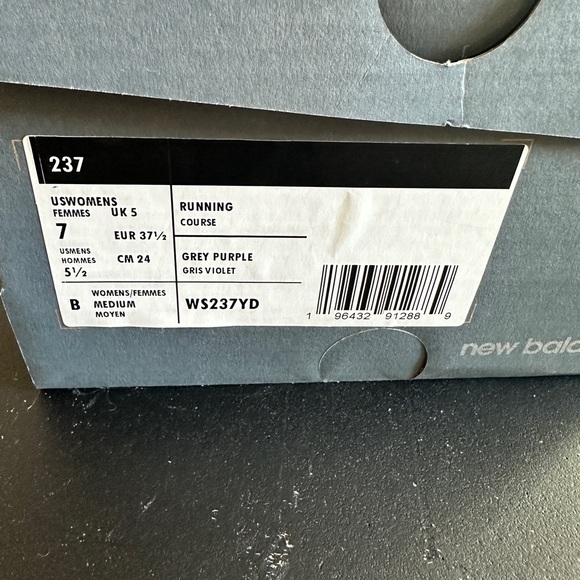 237
USWOMENS
FEMMES UK 5
7 EUR 37½
USMENS
HOMMES CM 24
5½
B WOMENS/FEMMES
MEDIUM
MOYEN
RUNNING
COURSE
GREY PURPLE
GRIS VIOLET
WS237YD
1 96432 91288 9
new bala